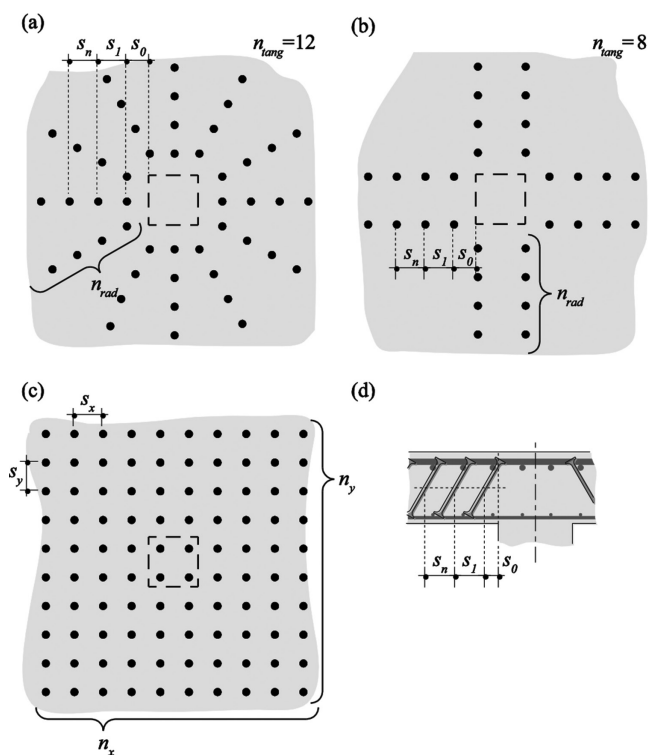 (a)
s_n s_1 s_0
n_tang=12
n_rad
(b)
n_tang=8
s_n s_1 s_0
n_rad
(c)
s_x
s_y
n_y
n_x
(d)
s_n s_1 s_0